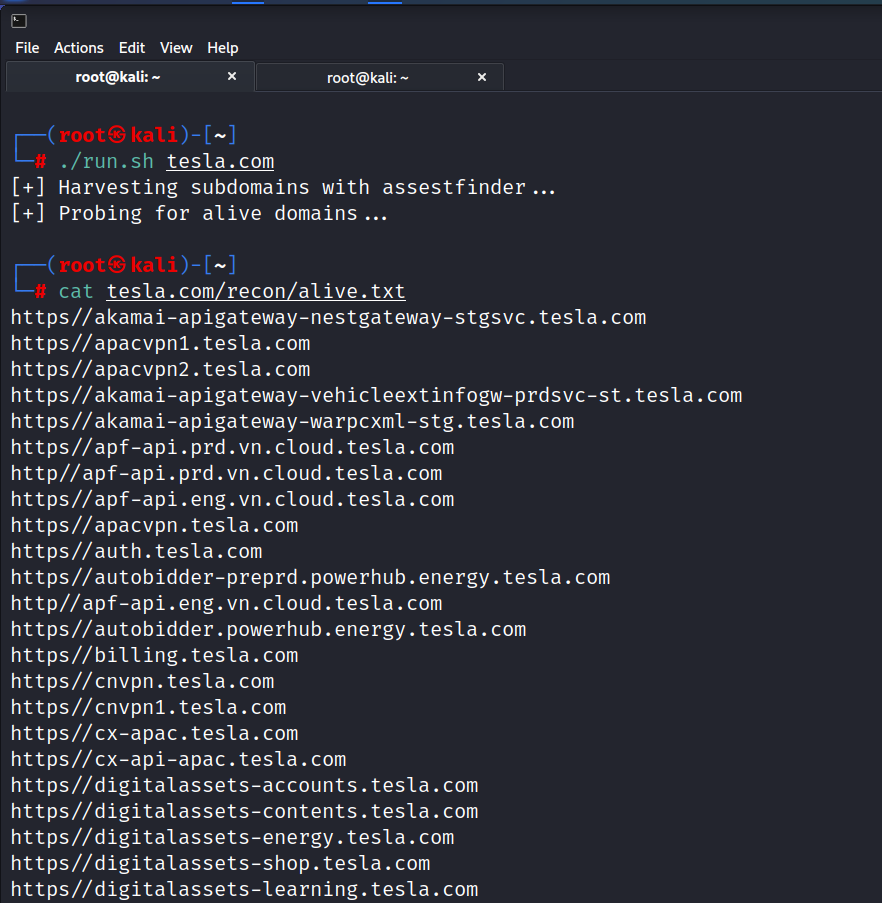 File Actions Edit View Help
root@kali: ~ × root@kali: ~ ×
┌──(root㉿kali)-[~]
└─# ./run.sh tesla.com
[+] Harvesting subdomains with assestfinder...
[+] Probing for alive domains...
┌──(root㉿kali)-[~]
└─# cat tesla.com/recon/alive.txt
https//akamai-apigateway-nestgateway-stgsvc.tesla.com
https//apacvpn1.tesla.com
https//apacvpn2.tesla.com
https//akamai-apigateway-vehicleextinfogw-prdsvc-st.tesla.com
https//akamai-apigateway-warpcxml-stg.tesla.com
https//apf-api.prd.vn.cloud.tesla.com
http//apf-api.prd.vn.cloud.tesla.com
https//apf-api.eng.vn.cloud.tesla.com
https//apacvpn.tesla.com
https//auth.tesla.com
https//autobidder-preprd.powerhub.energy.tesla.com
http//apf-api.eng.vn.cloud.tesla.com
https//autobidder.powerhub.energy.tesla.com
https//billing.tesla.com
https//cnvpn.tesla.com
https//cnvpn1.tesla.com
https//cx-apac.tesla.com
https//cx-api-apac.tesla.com
https//digitalassets-accounts.tesla.com
https//digitalassets-contents.tesla.com
https//digitalassets-energy.tesla.com
https//digitalassets-shop.tesla.com
https//digitalassets-learning.tesla.com